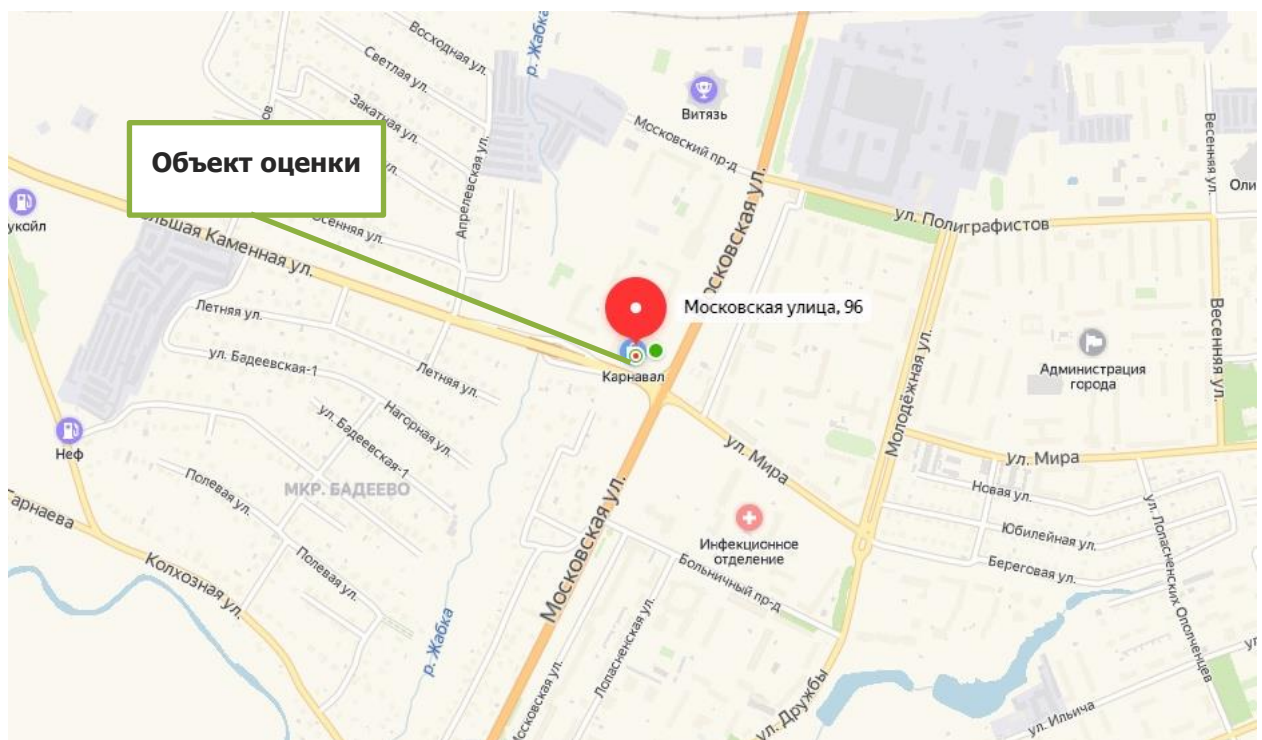 Восходная ул.
Светлая ул.
р. Жабка
Витязь
Закатная ул.
Московский пр-д
Весенняя ул.
Объект оценки
ул.
Апрелевская ул.
Московская ул.
ул. Полиграфистов
Большая Каменная ул.
Московская улица, 96
Летняя ул.
Весенняя ул.
ул. Бадеевская-1
Летняя ул.
Карнавал
Молодёжная ул.
Администрация
города
Нагорная ул.
ул. Бадеевская-1
Неф
ул. Мира
ул. Мира
Полевая ул.
МКР. БАДЕЕВО
Новая ул.
Московская ул.
Инфекционное
отделение
Юбилейная ул.
ул. Лопасненских Ополченцев
Колхозная ул.
Полевая ул.
Больничный пр-д
Береговая ул.
р. Жабка
Лопасненская ул.
ул. Дружбы
ул. Ильича